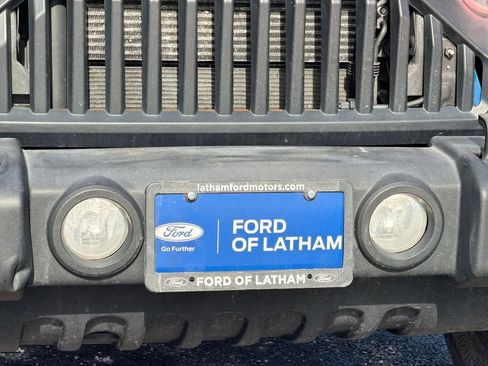 lathamfordmotors.com
Ford
Go Further
FORD
OF LATHAM
Ford FORD OF LATHAM Ford